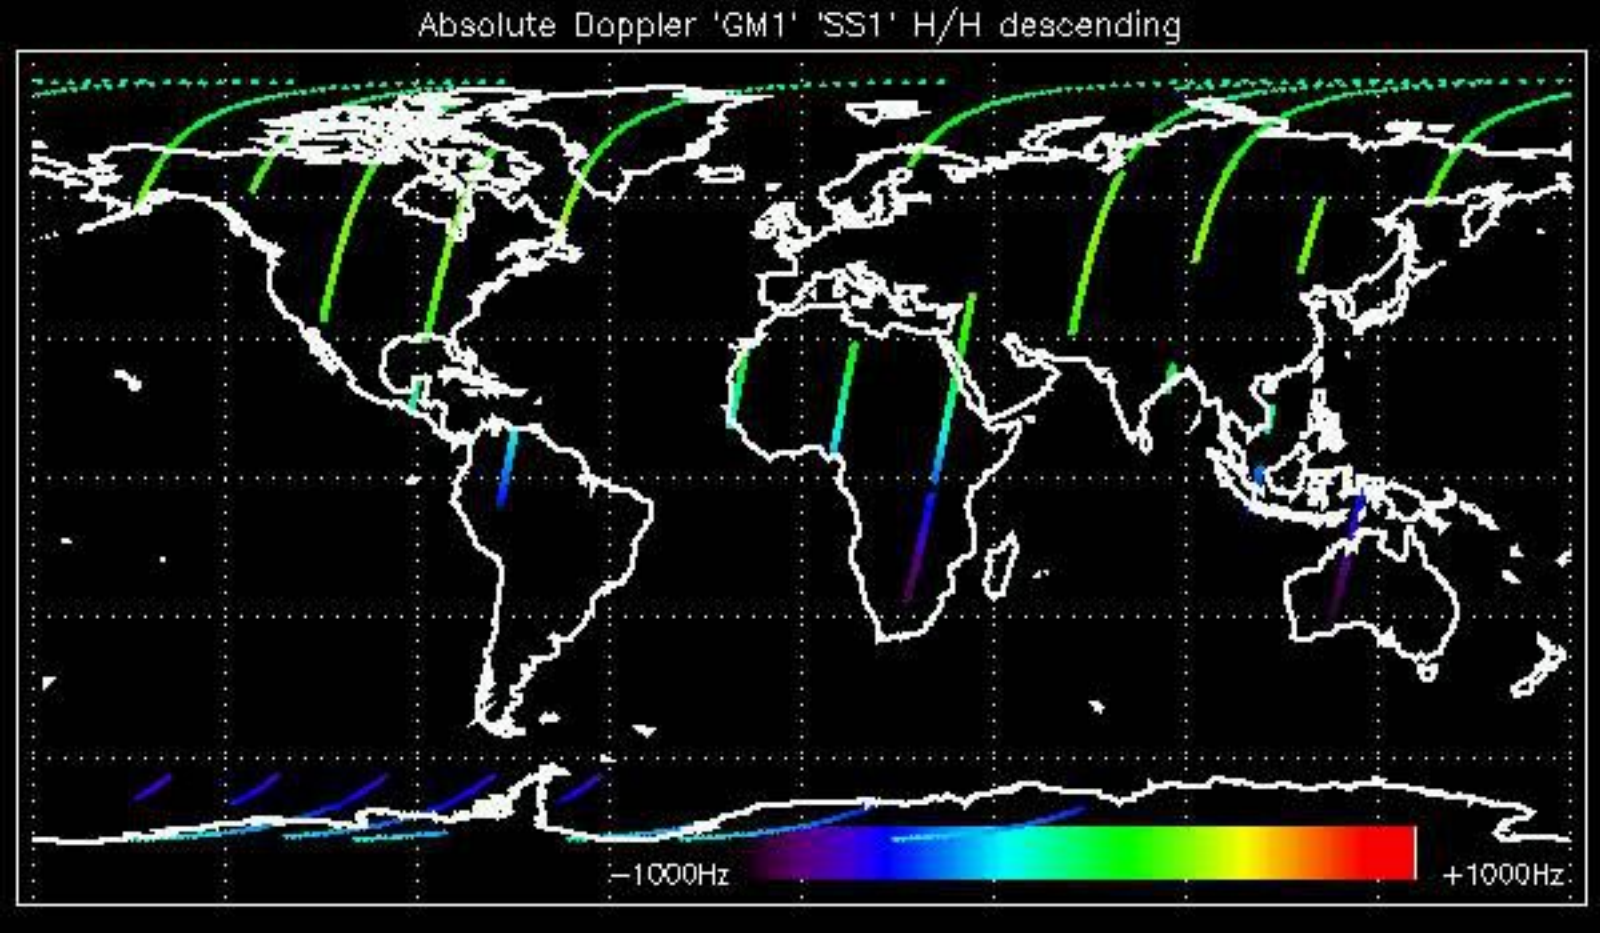 Absolute Doppler 'GM1' 'SS1' H/H descending
−1000Hz
+1000Hz